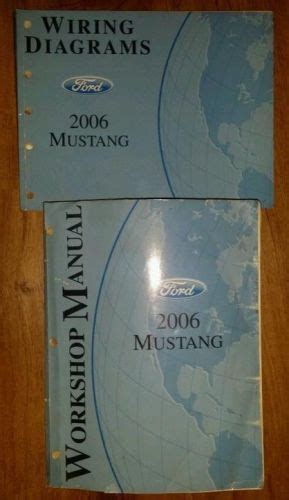 WIRING
DIAGRAMS
Ford
2006
MUSTANG
WORKSHOP MANUAL
Ford
2006
MUSTANG